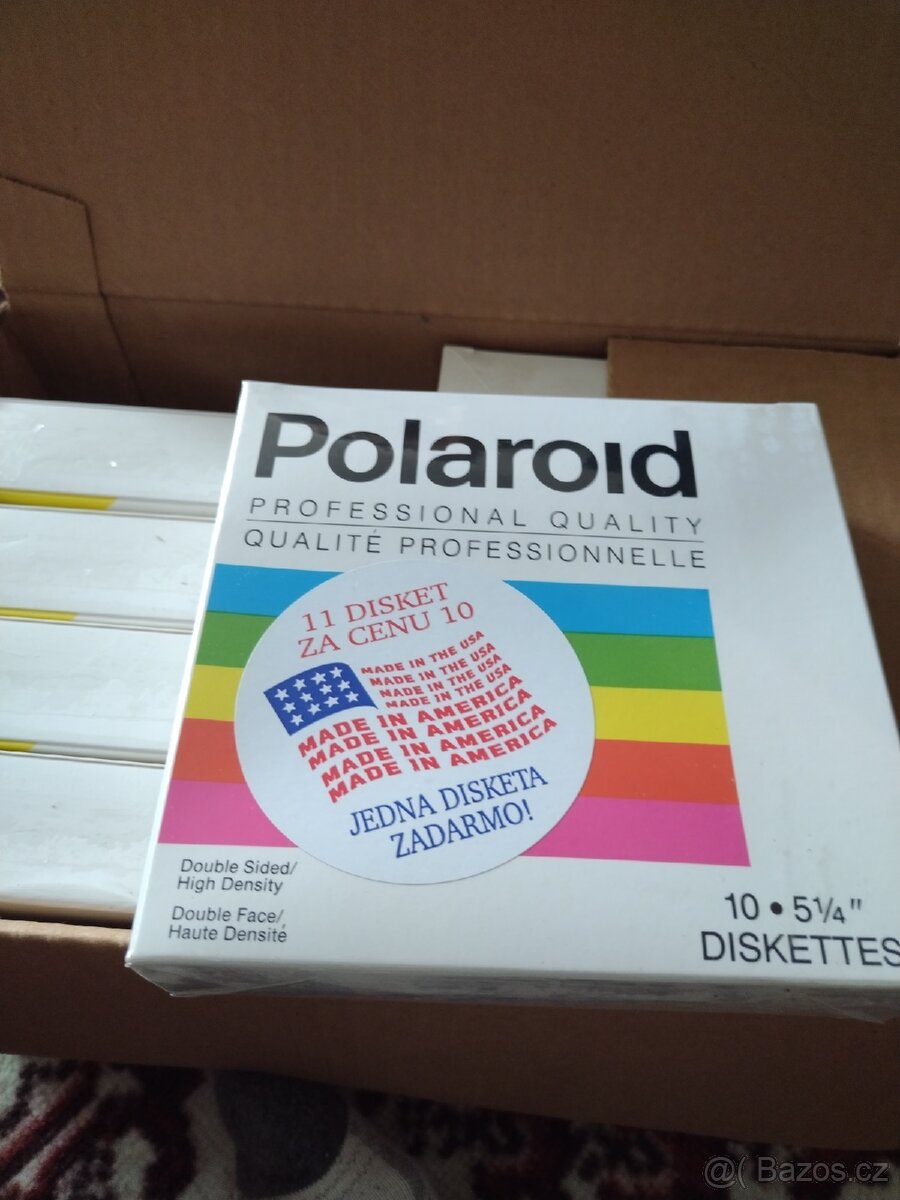 Polaroid
PROFESSIONAL QUALITY
QUALITÉ PROFESSIONNELLE
11 DISKET
ZA CENU 10
MADE IN THE USA
MADE IN THE USA
MADE IN THE USA
MADE IN THE USA
MADE IN AMERICA
MADE IN AMERICA
MADE IN AMERICA
MADE IN AMERICA
JEDNA DISKETA
ZADARMO!
Double Sided/
High Density
Double Face/
Haute Densité
10 • 5¼"
DISKETTES
@( Bazos.cz